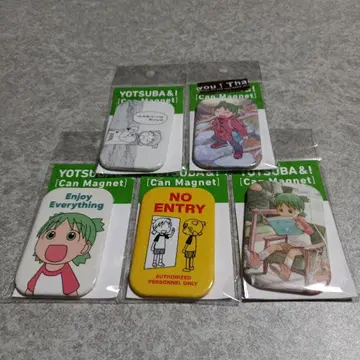 YOTSUBA&!
[Can Magnet]
you! Tha
[Can Magnet]
YOTSUBA&!
[Can Magnet]
Enjoy
Everything
YOTSUBA&!
[Can Magnet]
NO
ENTRY
AUTHORIZED
PERSONNEL ONLY
YOTSUBA&!
[Can Magnet]